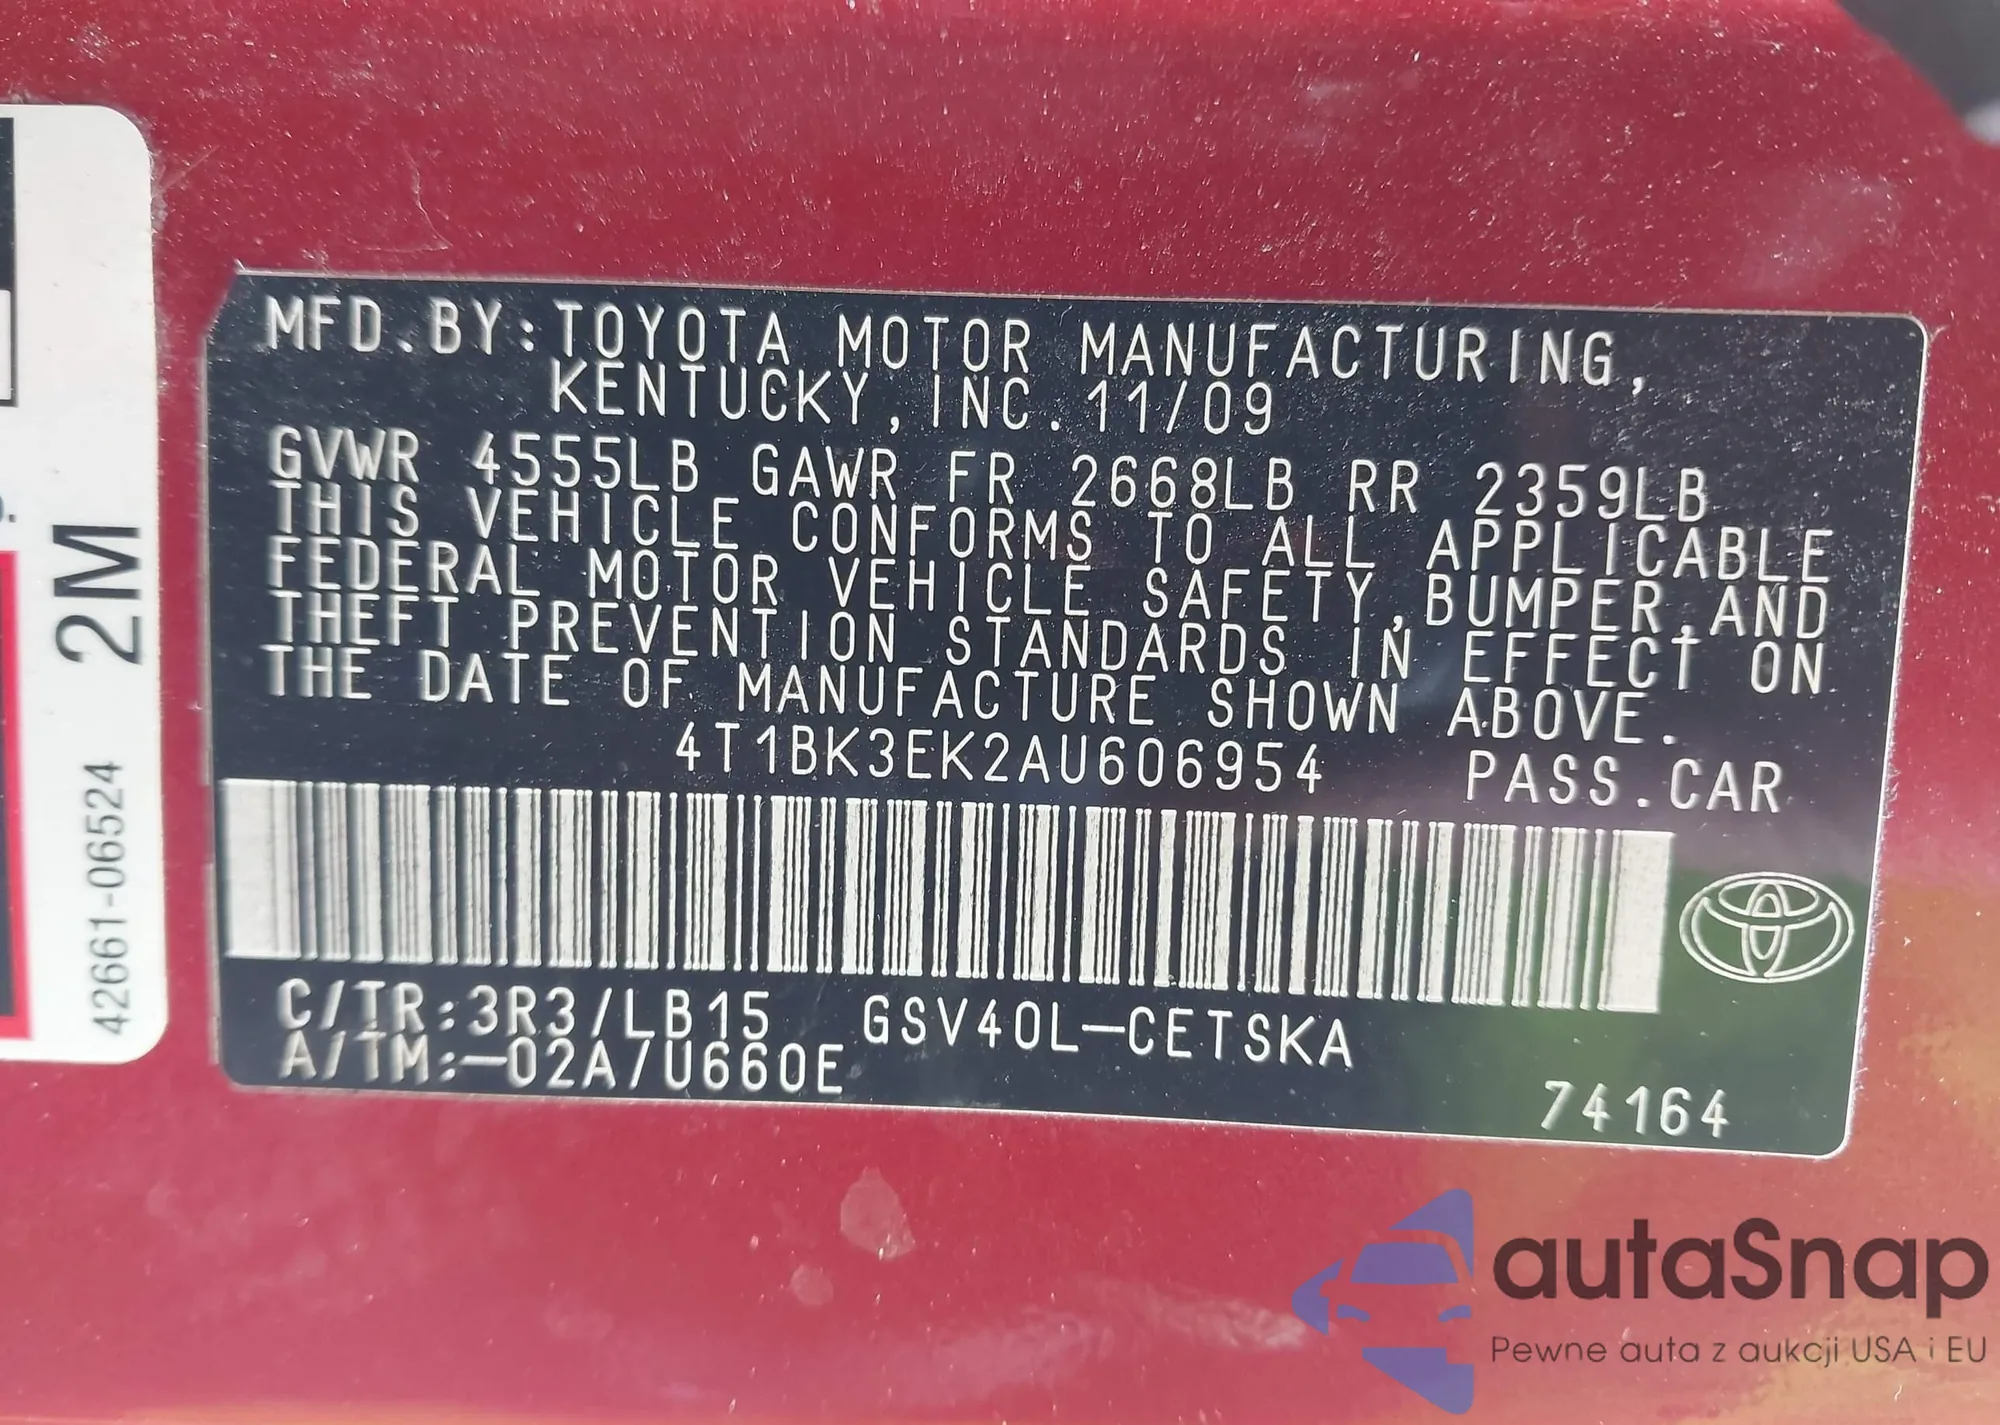 MFD.BY:TOYOTA MOTOR MANUFACTURING,
KENTUCKY,INC.11/09
GVWR 4555LB GAWR FR 2668LB RR 2359LB
THIS VEHICLE CONFORMS TO ALL APPLICABLE
FEDERAL MOTOR VEHICLE SAFETY,BUMPER,AND
THEFT PREVENTION STANDARDS IN EFFECT ON
THE DATE OF MANUFACTURE SHOWN ABOVE.
4T1BK3EK2AU606954 PASS.CAR
C/TR:3R3/LB15 GSV40L-CETSKA
A/TM:-02A/U660E
74164
2M
42661-06524
autaSnap
Pewne auta z aukcji USA i EU